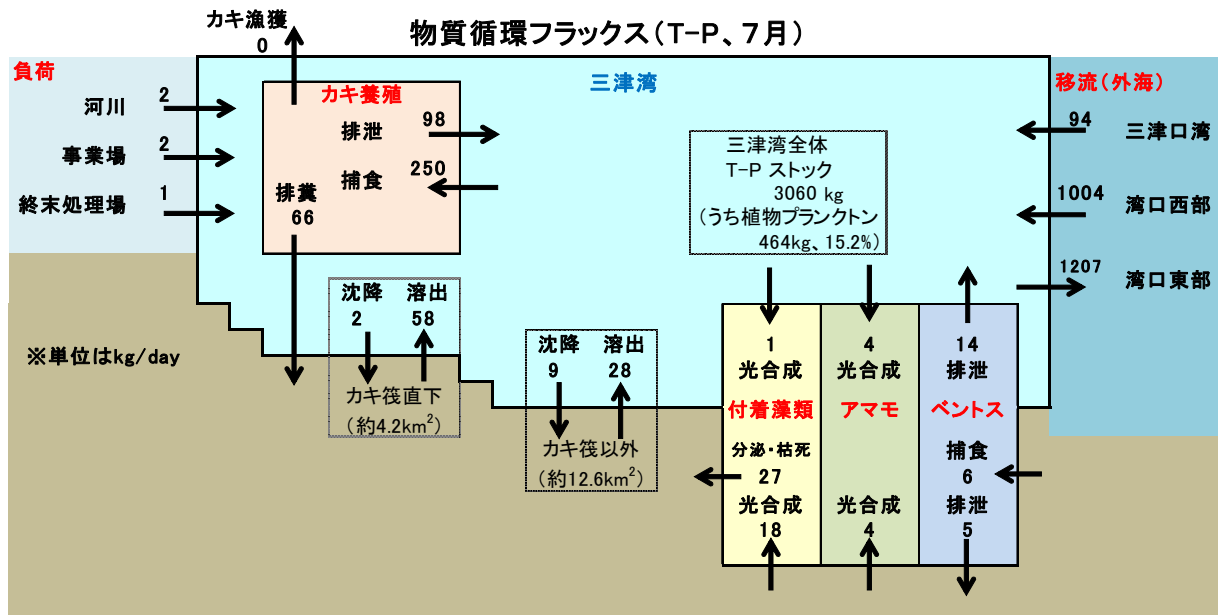 カキ漁獲
0
物質循環フラックス(T-P、7月)
負荷
河川
2
事業場
2
終末処理場
1
カキ養殖
排泄
98
捕食
250
排糞
66
三津湾
三津湾全体
T-P ストック
3060 kg
(うち植物プランクトン
464kg、15.2%)
移流(外海)
94
三津口湾
1004
湾口西部
1207
湾口東部
※単位はkg/day
沈降 溶出
2 58
カキ筏直下
(約4.2km²)
沈降 溶出
9 28
カキ筏以外
(約12.6km²)
1
光合成
付着藻類
分泌・枯死
27
光合成
18
4
光合成
アマモ
光合成
4
14
排泄
ベントス
捕食
6
排泄
5